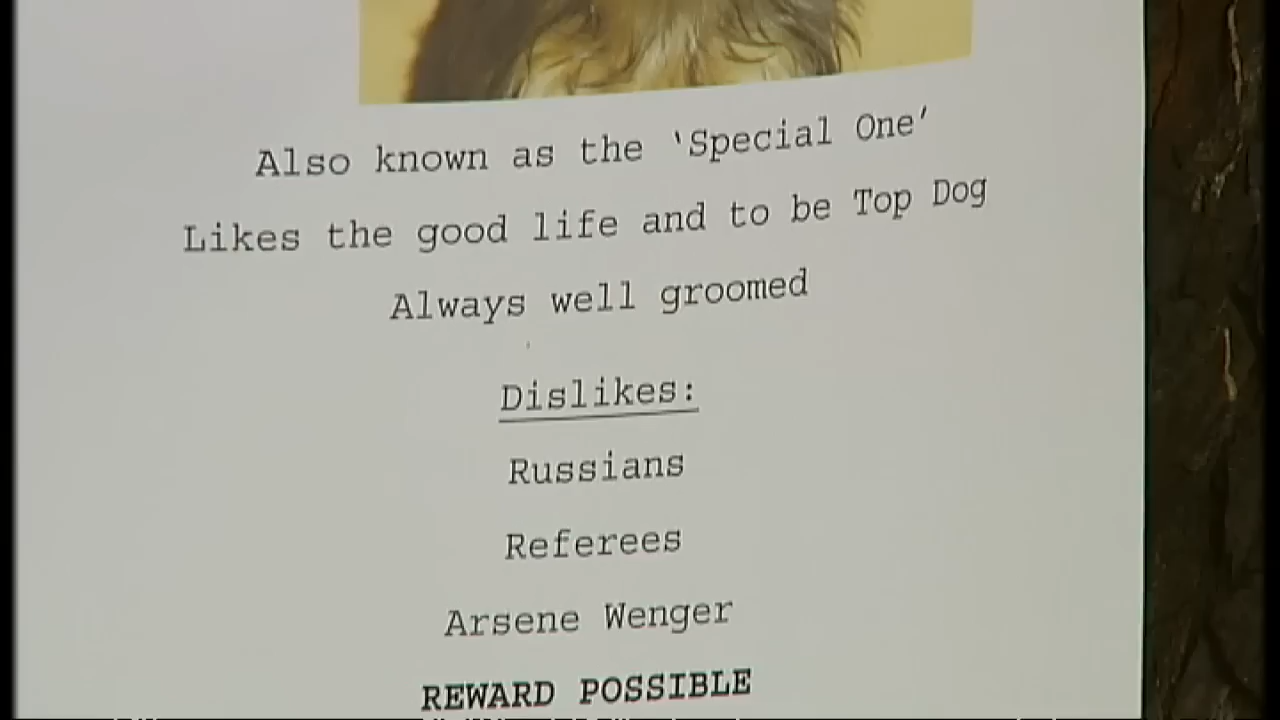 Also known as the 'Special One'
Likes the good life and to be Top Dog
Always well groomed
Dislikes:
Russians
Referees
Arsene Wenger
REWARD POSSIBLE